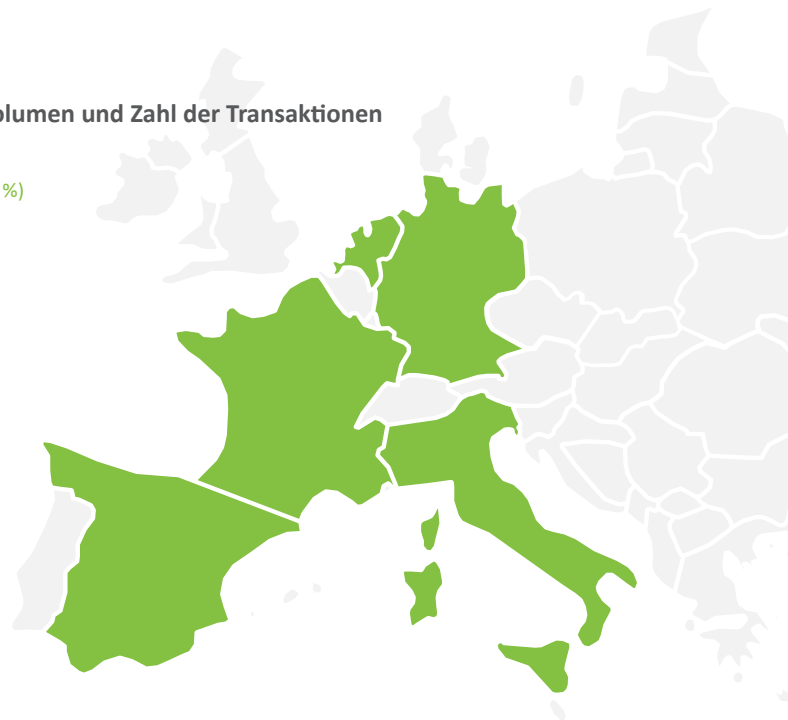 olumen und Zahl der Transaktionen
%)